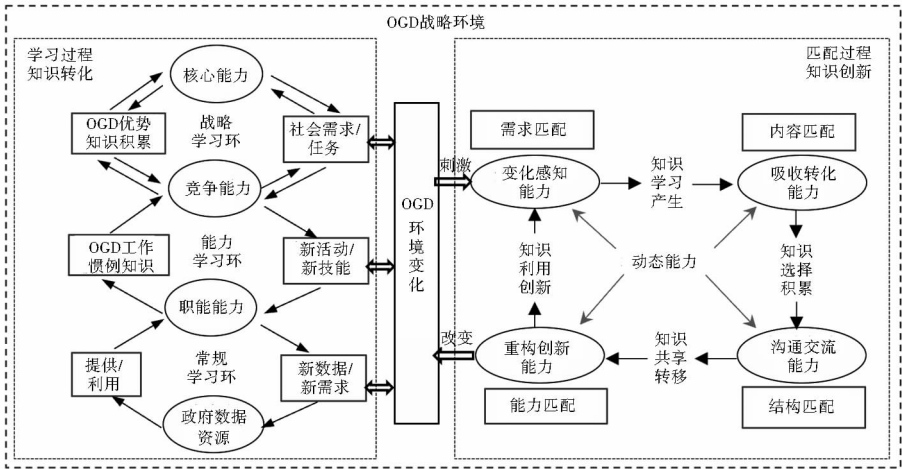 OGD战略环境
学习过程
知识转化
核心能力
OGD优势
知识积累
战略
学习环
社会需求/
任务
竞争能力
OGD工作
惯例知识
能力
学习环
新活动/
新技能
职能能力
提供/
利用
常规
学习环
新数据/
新需求
政府数据
资源
OGD
环
境
变
化
刺激
改变
匹配过程
知识创新
需求匹配
内容匹配
变化感知
能力
知识
学习
产生
吸收转化
能力
知识
利用
创新
动态能力
知识
选择
积累
重构创新
能力
知识
共享
转移
沟通交流
能力
能力匹配
结构匹配